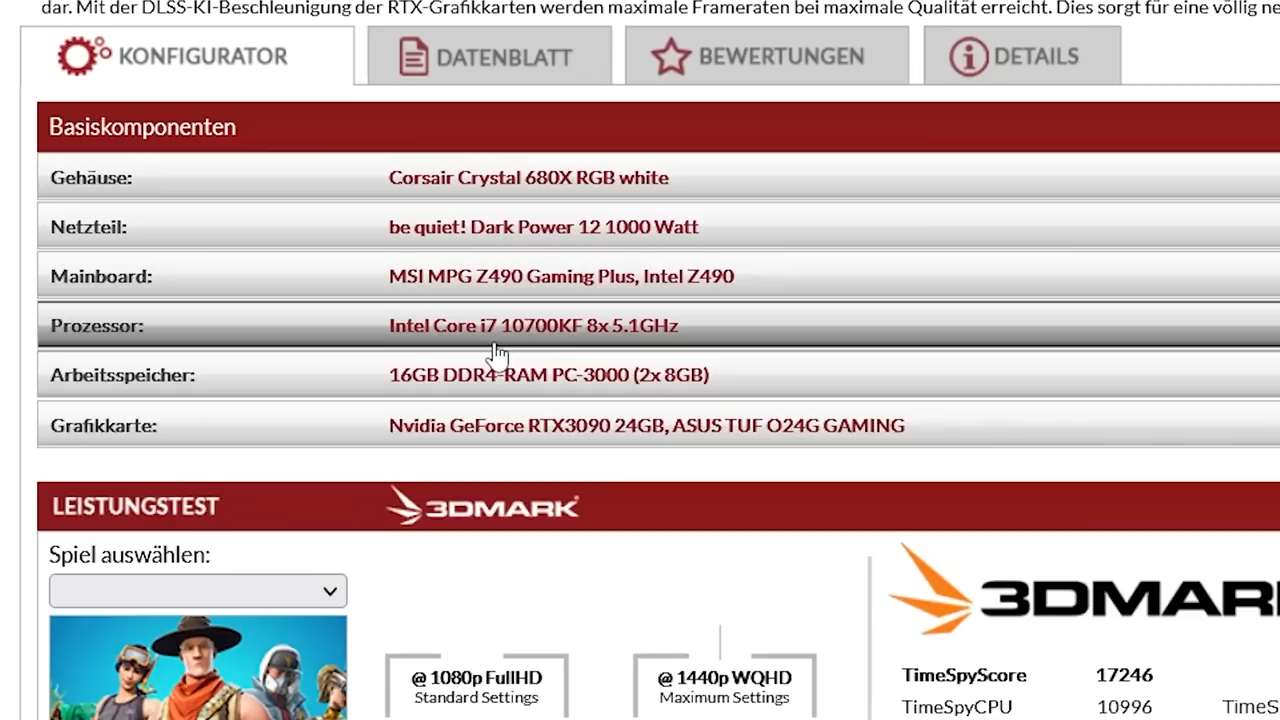 dar. Mit der DLSS-KI-Beschleunigung der RTX-Grafikkarten werden maximale Frameraten bei maximale Qualität erreicht. Dies sorgt für eine völlig
KONFIGURATOR DATENBLATT BEWERTUNGEN DETAILS
Basiskomponenten
Gehäuse: Corsair Crystal 680X RGB white
Netzteil: be quiet! Dark Power 12 1000 Watt
Mainboard: MSI MPG Z490 Gaming Plus, Intel Z490
Prozessor: Intel Core i7 10700KF 8x 5.1GHz
Arbeitsspeicher: 16GB DDR4-RAM PC-3000 (2x 8GB)
Grafikkarte: Nvidia GeForce RTX3090 24GB, ASUS TUF O24G GAMING
LEISTUNGSTEST 3DMARK
Spiel auswählen:
3DMAR
@ 1080p FullHD @ 1440p WQHD
Standard Settings Maximum Settings
TimeSpyScore 17246
TimeSpyCPU 10996 TimeS